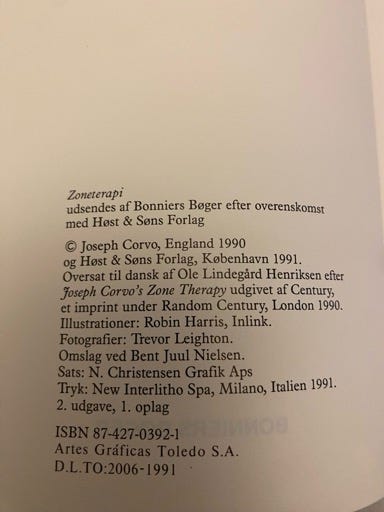 Zoneterapi
udsendes af Bonniers Bøger efter overenskomst
med Høst & Søns Forlag
© Joseph Corvo, England 1990
og Høst & Søns Forlag, København 1991.
Oversat til dansk af Ole Lindegård Henriksen efter
Joseph Corvo's Zone Therapy udgivet af Century,
et imprint under Random Century, London 1990.
Illustrationer: Robin Harris, Inlink.
Fotografier: Trevor Leighton.
Omslag ved Bent Juul Nielsen.
Sats: N. Christensen Grafik Aps
Tryk: New Interlitho Spa, Milano, Italien 1991.
2. udgave, 1. oplag
ISBN 87-427-0392-1
Artes Gráficas Toledo S.A.
D.L.TO:2006-1991